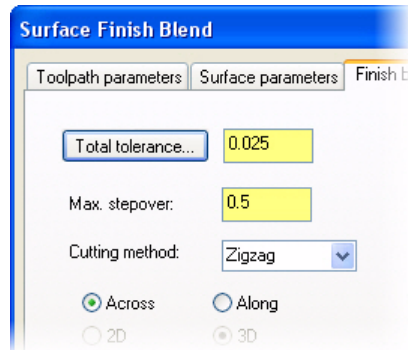 Surface Finish Blend
Toolpath parameters Surface parameters Finish
Total tolerance... 0.025
Max. stepover: 0.5
Cutting method: Zigzag
Across Along
2D 3D